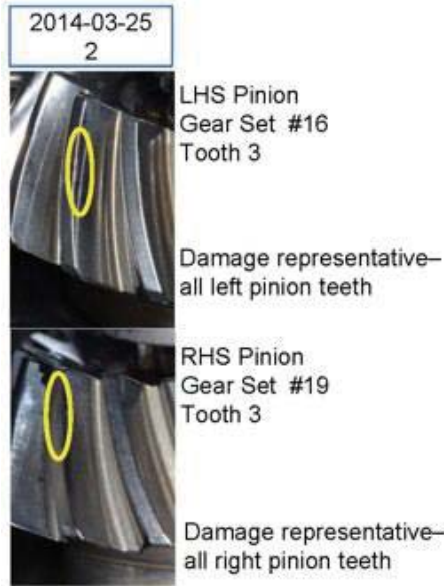 2014-03-25
2
LHS Pinion
Gear Set #16
Tooth 3
Damage representative–
all left pinion teeth
RHS Pinion
Gear Set #19
Tooth 3
Damage representative–
all right pinion teeth